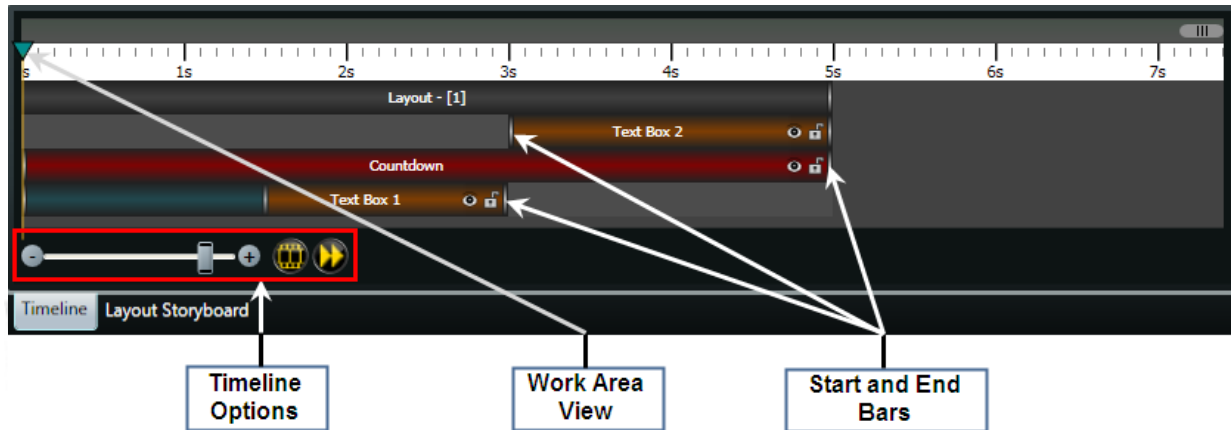 s 1s 2s 3s 4s 5s 6s 7s
Layout - [1]
Text Box 2
Countdown
Text Box 1
Timeline Layout Storyboard
Timeline
Options
Work Area
View
Start and End
Bars